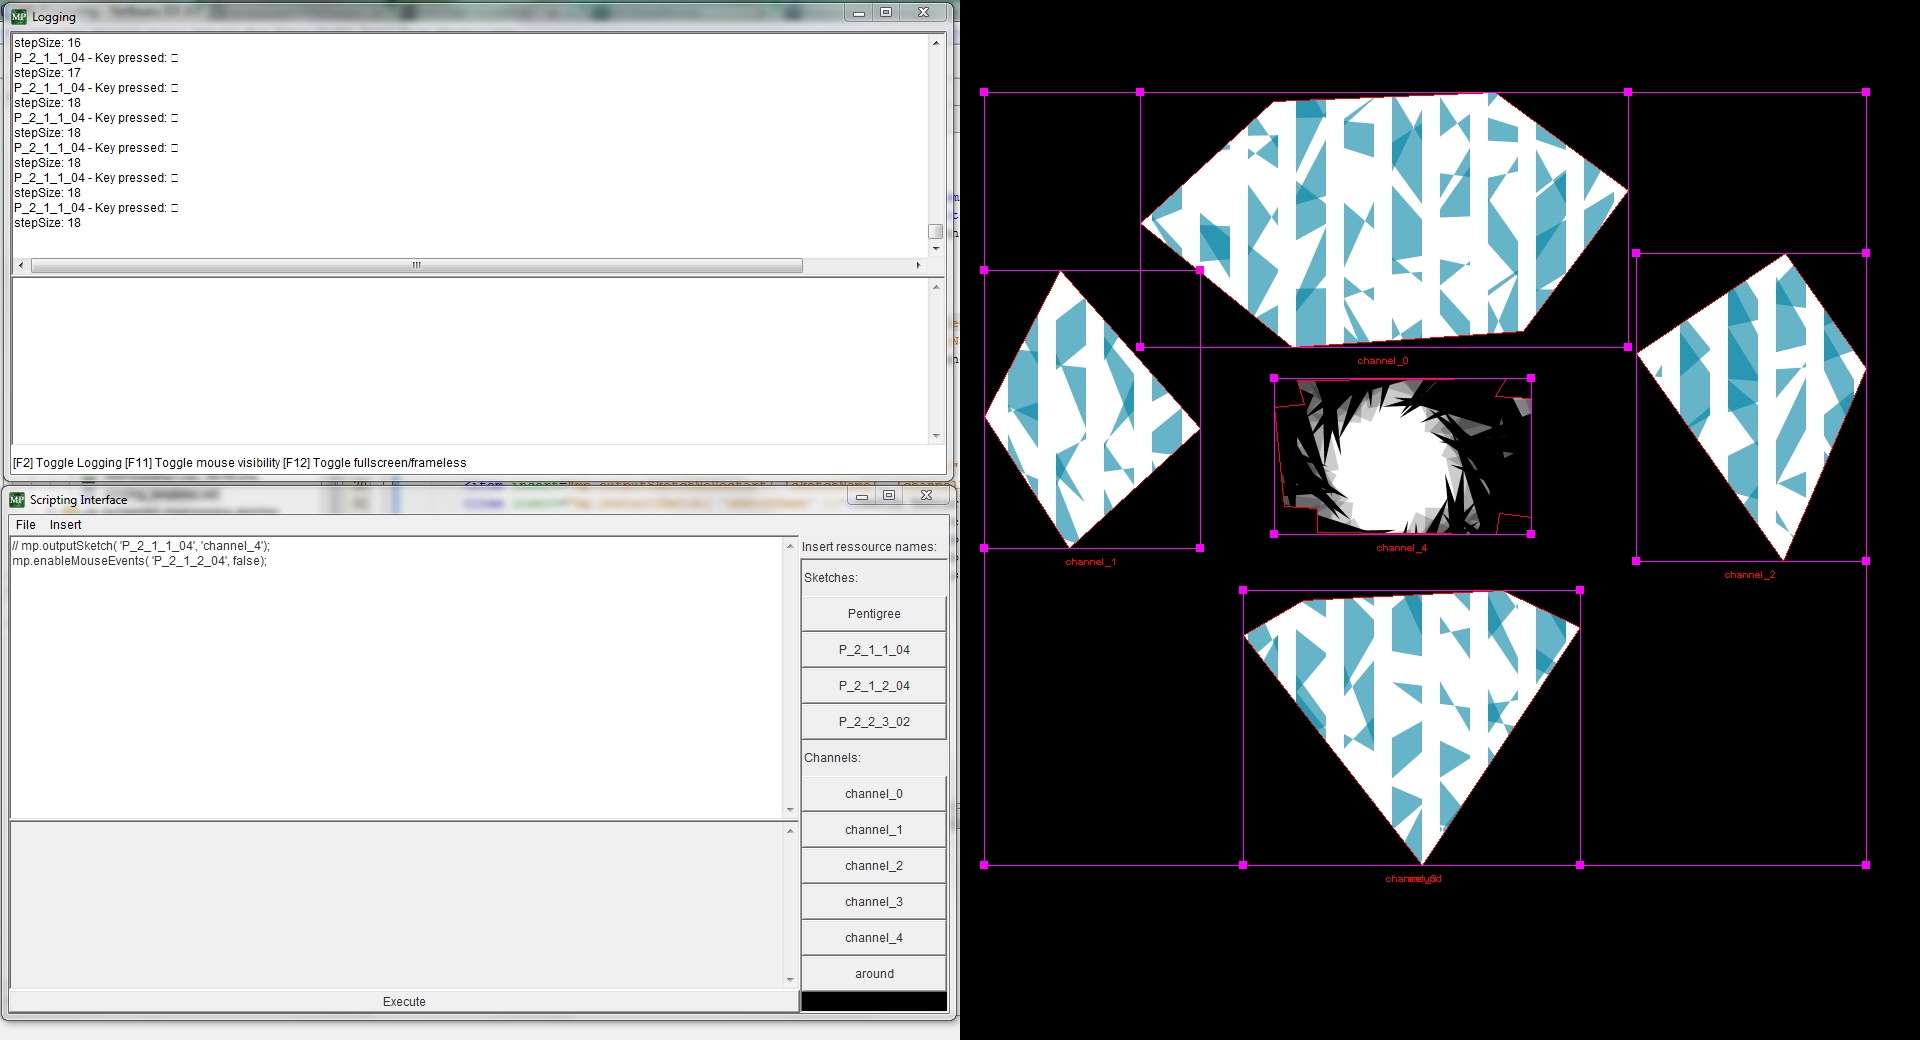 Logging
stepSize: 16
P_2_1_1_04 - Key pressed: □
stepSize: 17
P_2_1_1_04 - Key pressed: □
stepSize: 18
P_2_1_1_04 - Key pressed: □
stepSize: 18
P_2_1_1_04 - Key pressed: □
stepSize: 18
P_2_1_1_04 - Key pressed: □
stepSize: 18
P_2_1_1_04 - Key pressed: □
stepSize: 18
[F2] Toggle Logging [F11] Toggle mouse visibility [F12] Toggle fullscreen/frameless
Scripting Interface
File Insert
// mp.outputSketch( 'P_2_1_1_04', 'channel_4');
mp.enableMouseEvents( 'P_2_1_2_04', false);
Insert ressource names:
Sketches:
Pentigree
P_2_1_1_04
P_2_1_2_04
P_2_2_3_02
Channels:
channel_0
channel_1
channel_2
channel_3
channel_4
around
Execute
channel_0
channel_4
channel_1
channel_2